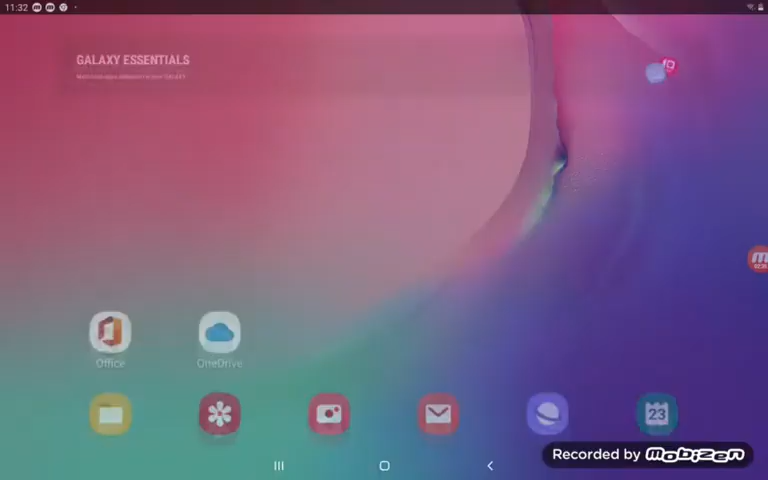 11:32
GALAXY ESSENTIALS
Office
OneDrive
23
Recorded by mobizen